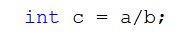 int c = a/b;